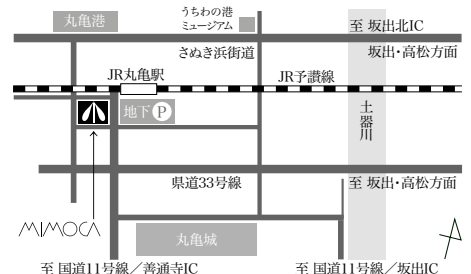 丸亀港
うちわの港
ミュージアム
至 坂出北IC
さぬき浜街道
坂出・高松方面
JR丸亀駅
JR予讃線
地下 P
土器川
県道33号線
至 坂出・高松方面
MIMOCA
丸亀城
至 国道11号線／善通寺IC
至 国道11号線／坂出IC